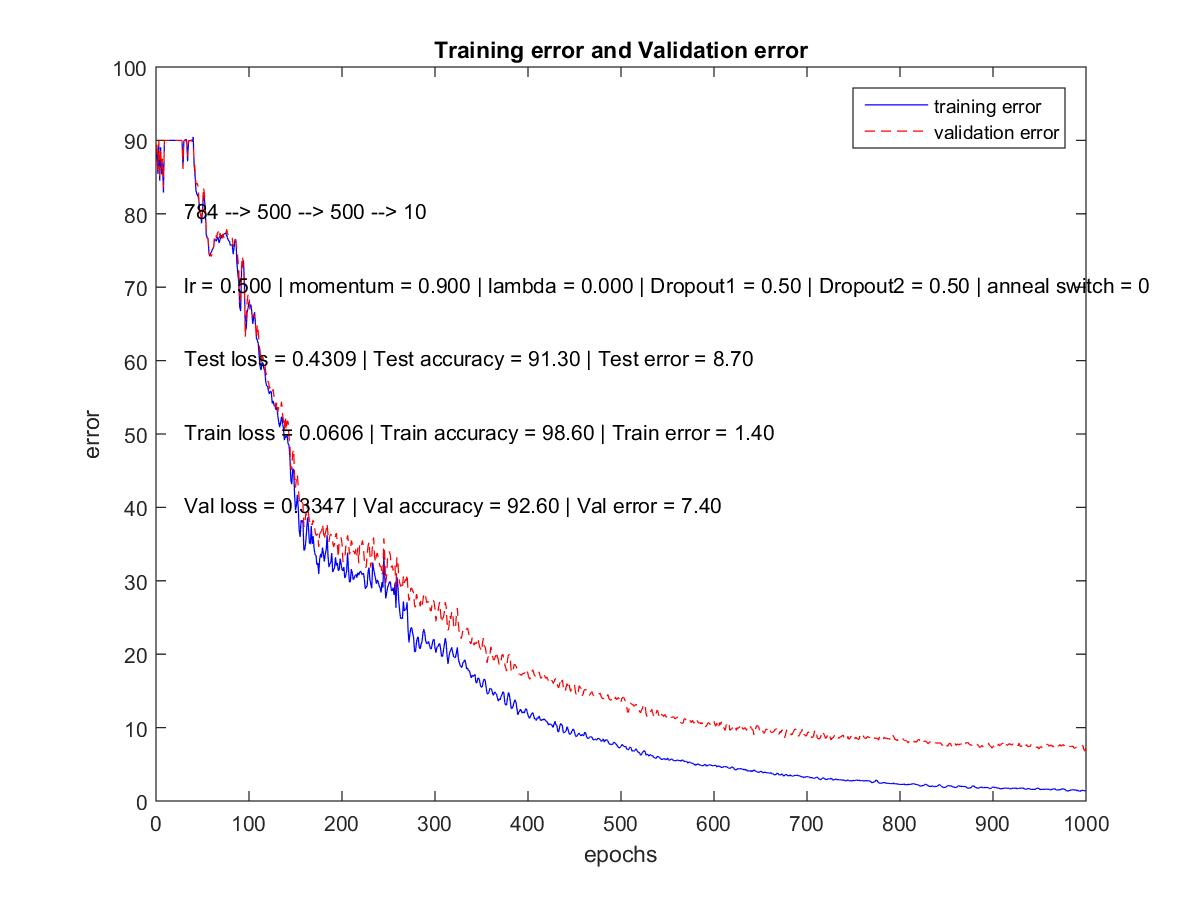 Training error and Validation error
100
90
80
70
60
50
40
30
20
10
0
error
training error
validation error
784 --> 500 --> 500 --> 10
lr = 0.500 | momentum = 0.900 | lambda = 0.000 | Dropout1 = 0.50 | Dropout2 = 0.50 | anneal switch = 0
Test loss = 0.4309 | Test accuracy = 91.30 | Test error = 8.70
Train loss = 0.0606 | Train accuracy = 98.60 | Train error = 1.40
Val loss = 0.3347 | Val accuracy = 92.60 | Val error = 7.40
0 100 200 300 400 500 600 700 800 900 1000
epochs